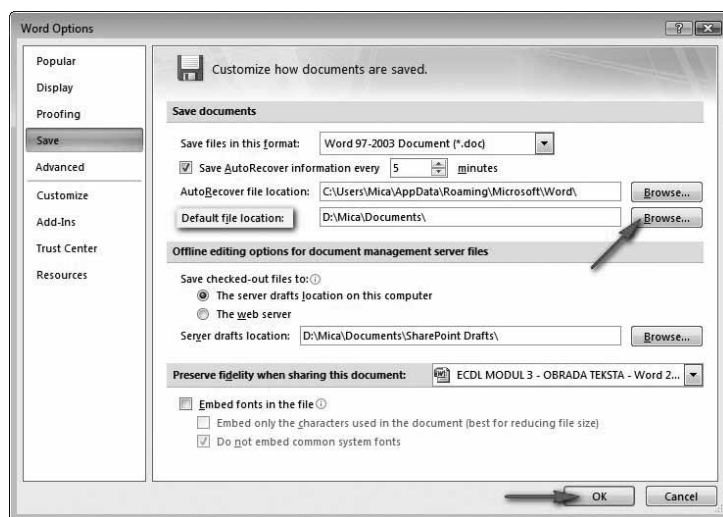 Word Options
Popular
Display
Proofing
Save
Advanced
Customize
Add-Ins
Trust Center
Resources
Customize how documents are saved.
Save documents
Save files in this format: Word 97-2003 Document (*.doc)
Save AutoRecover information every 5 minutes
AutoRecover file location: C:\Users\Mica\AppData\Roaming\Microsoft\Word\ Browse...
Default file location: D:\Mica\Documents\ Browse...
Offline editing options for document management server files
Save checked-out files to:
The server drafts location on this computer
The web server
Server drafts location: D:\Mica\Documents\SharePoint Drafts\ Browse...
Preserve fidelity when sharing this document: ECDL MODUL 3 - OBRADA TEKSTA - Word 2...
Embed fonts in the file
Embed only the characters used in the document (best for reducing file size)
Do not embed common system fonts
OK Cancel